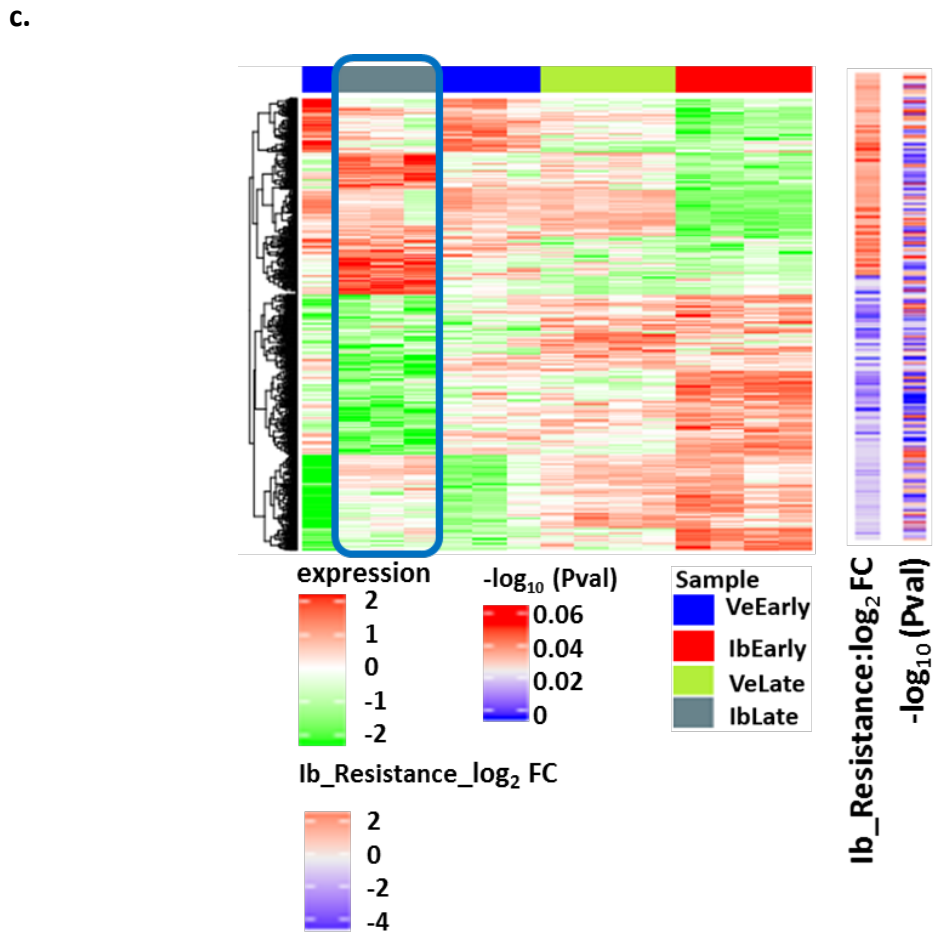 c.
expression
2
1
0
-1
-2
-log₁₀ (Pval)
0.06
0.04
0.02
0
Sample
VeEarly
IbEarly
VeLate
IbLate
Ib_Resistance_log₂ FC
2
0
-2
-4
Ib_Resistance:log₂ FC
-log₁₀ (Pval)